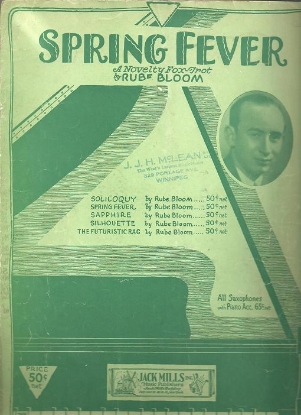 SPRING FEVER
A Novelty Fox-Trot
by RUBE BLOOM
J. J. H. McLEAN
WINNIPEG
SOLILOQUY by Rube Bloom .... 50¢ net
SPRING FEVER by Rube Bloom .... 50¢ net
SAPPHIRE by Rube Bloom .... 50¢ net
SILHOUETTE by Rube Bloom .... 50¢ net
THE FUTURISTIC RAG by Rube Bloom .... 50¢ net
All Saxophones
with Piano Acc. 65¢ net
PRICE
50¢
NET
JACK MILLS INC.
Music Publishers